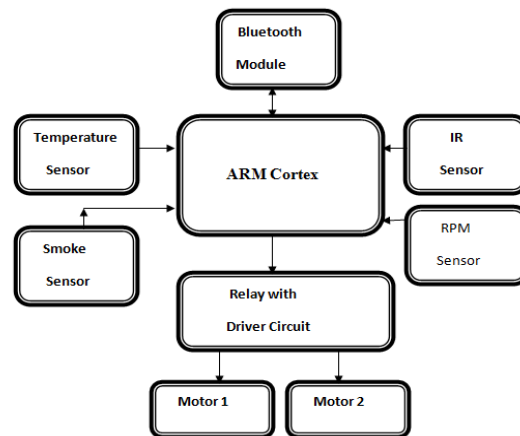 Bluetooth
Module
Temperature
Sensor
ARM Cortex
IR
Sensor
Smoke
Sensor
RPM
Sensor
Relay with
Driver Circuit
Motor 1
Motor 2